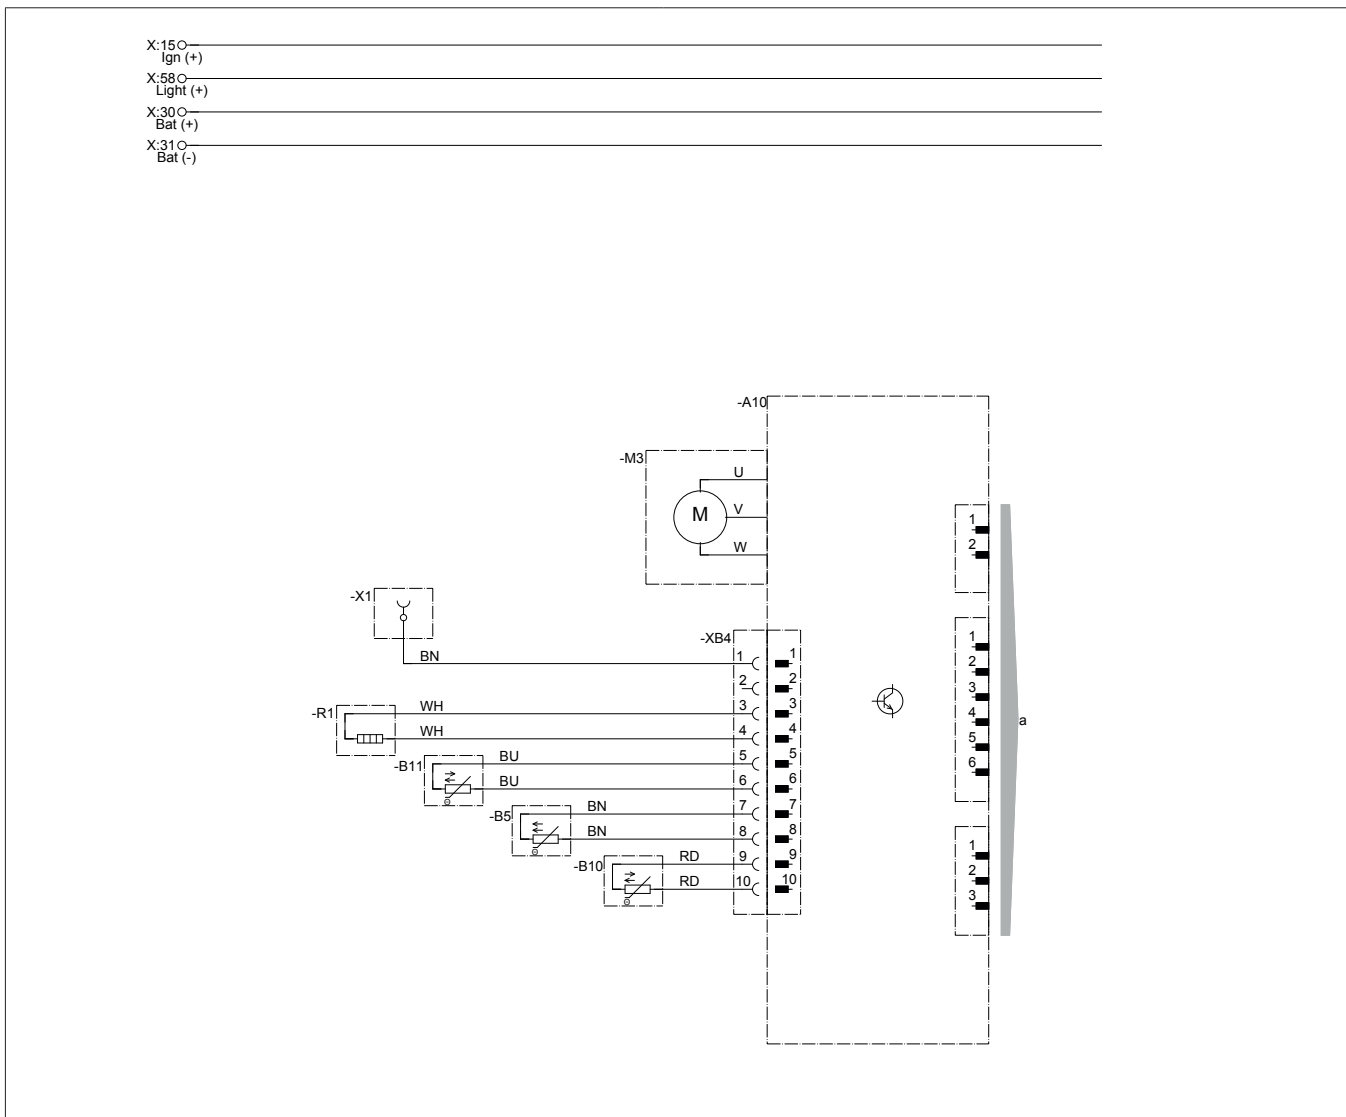 X:15
Ign (+)
X:58
Light (+)
X:30
Bat (+)
X:31
Bat (-)
-A10
-M3
U
M
V
W
1
2
-X1
-XB4
BN
1
1
2
2
-R1
WH
3
3
WH
4
4
-B11
BU
5
5
BU
6
6
-B5
BN
7
7
BN
8
8
-B10
RD
9
9
RD
10
10
1
2
3
4
5
6
a
1
2
3